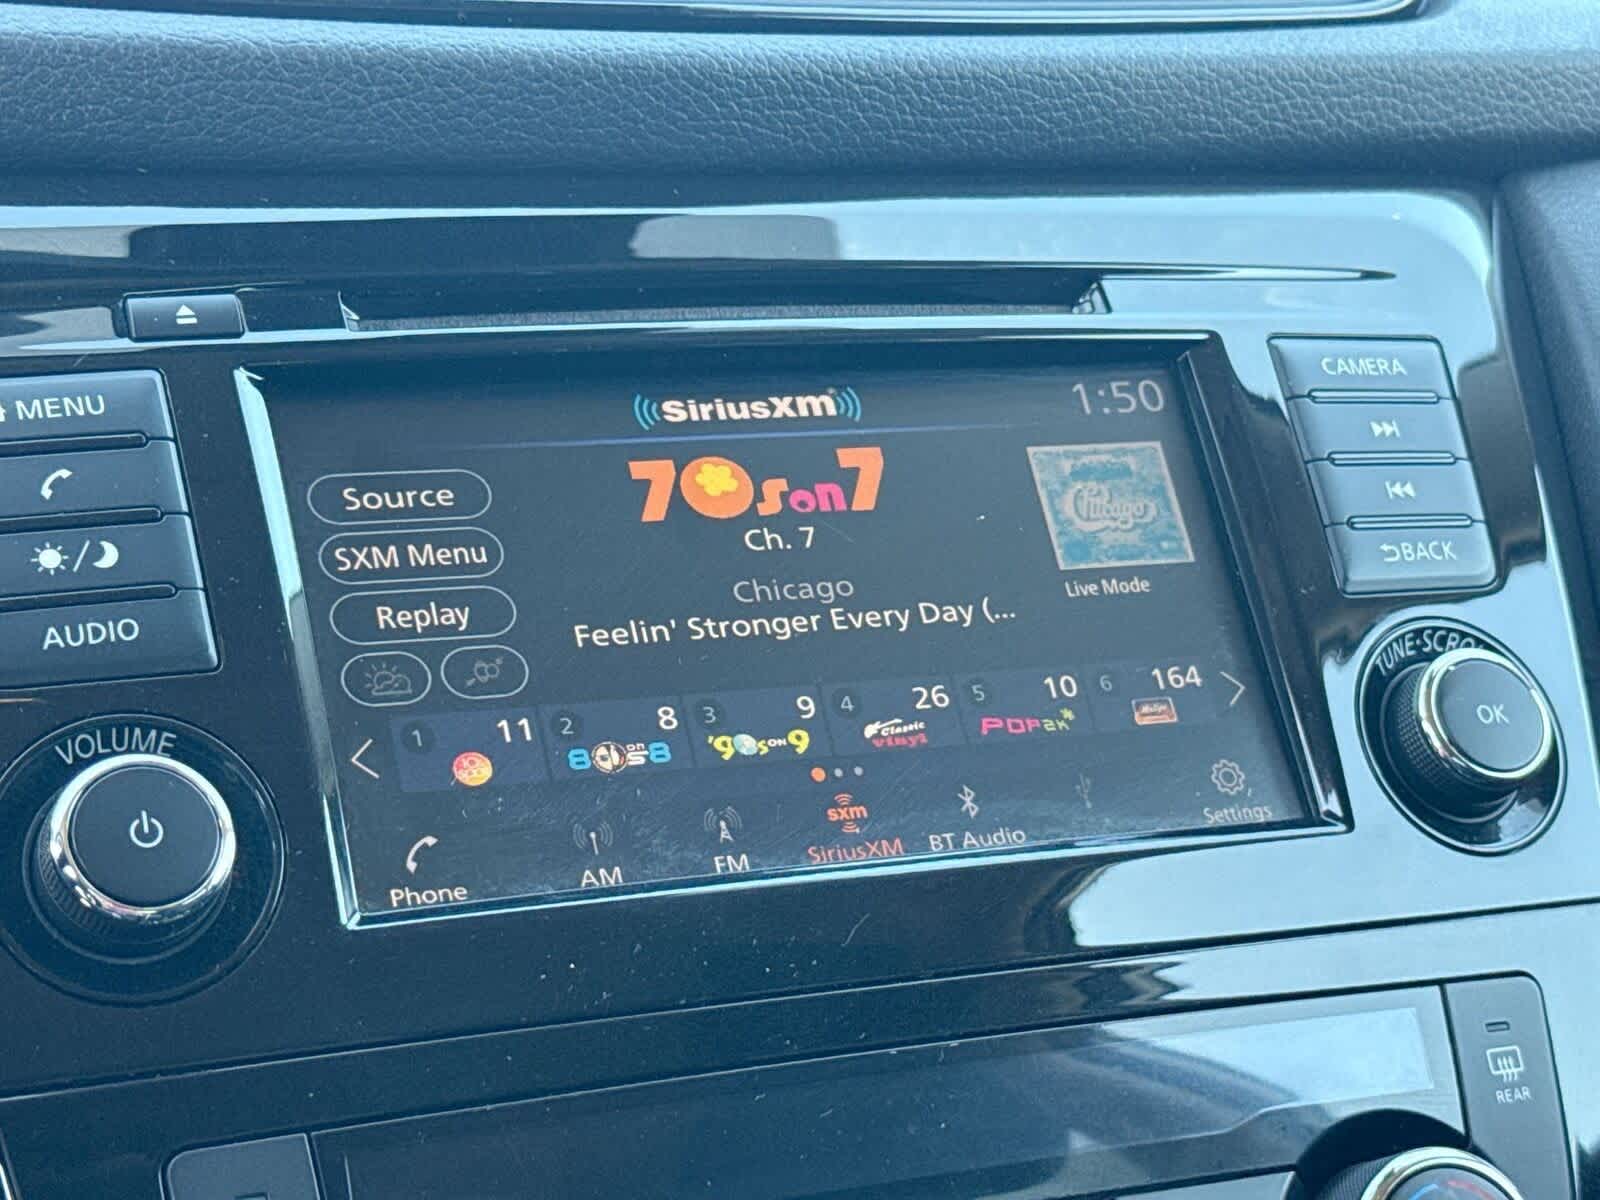 MENU
AUDIO
VOLUME
SiriusXM
1:50
Source
SXM Menu
Replay
70s on 7
Ch. 7
Chicago
Feelin' Stronger Every Day (...
Chicago
Live Mode
1 11
2 8 80s on 8
3 9 '90s ON 9
4 26 Classic vinyl
5 10 POP2K
6 164
Phone
AM
FM
sxm
SiriusXM
BT Audio
Settings
CAMERA
BACK
TUNE·SCROLL
OK
REAR